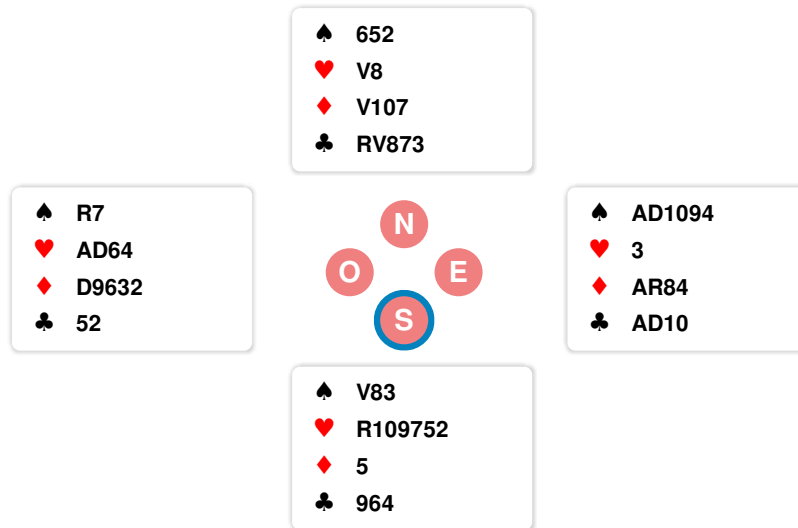 ♠ 652
♥ V8
♦ V107
♣ RV873
♠ R7
♥ AD64
♦ D9632
♣ 52
N
O E
S
♠ AD1094
♥ 3
♦ AR84
♣ AD10
♠ V83
♥ R109752
♦ 5
♣ 964